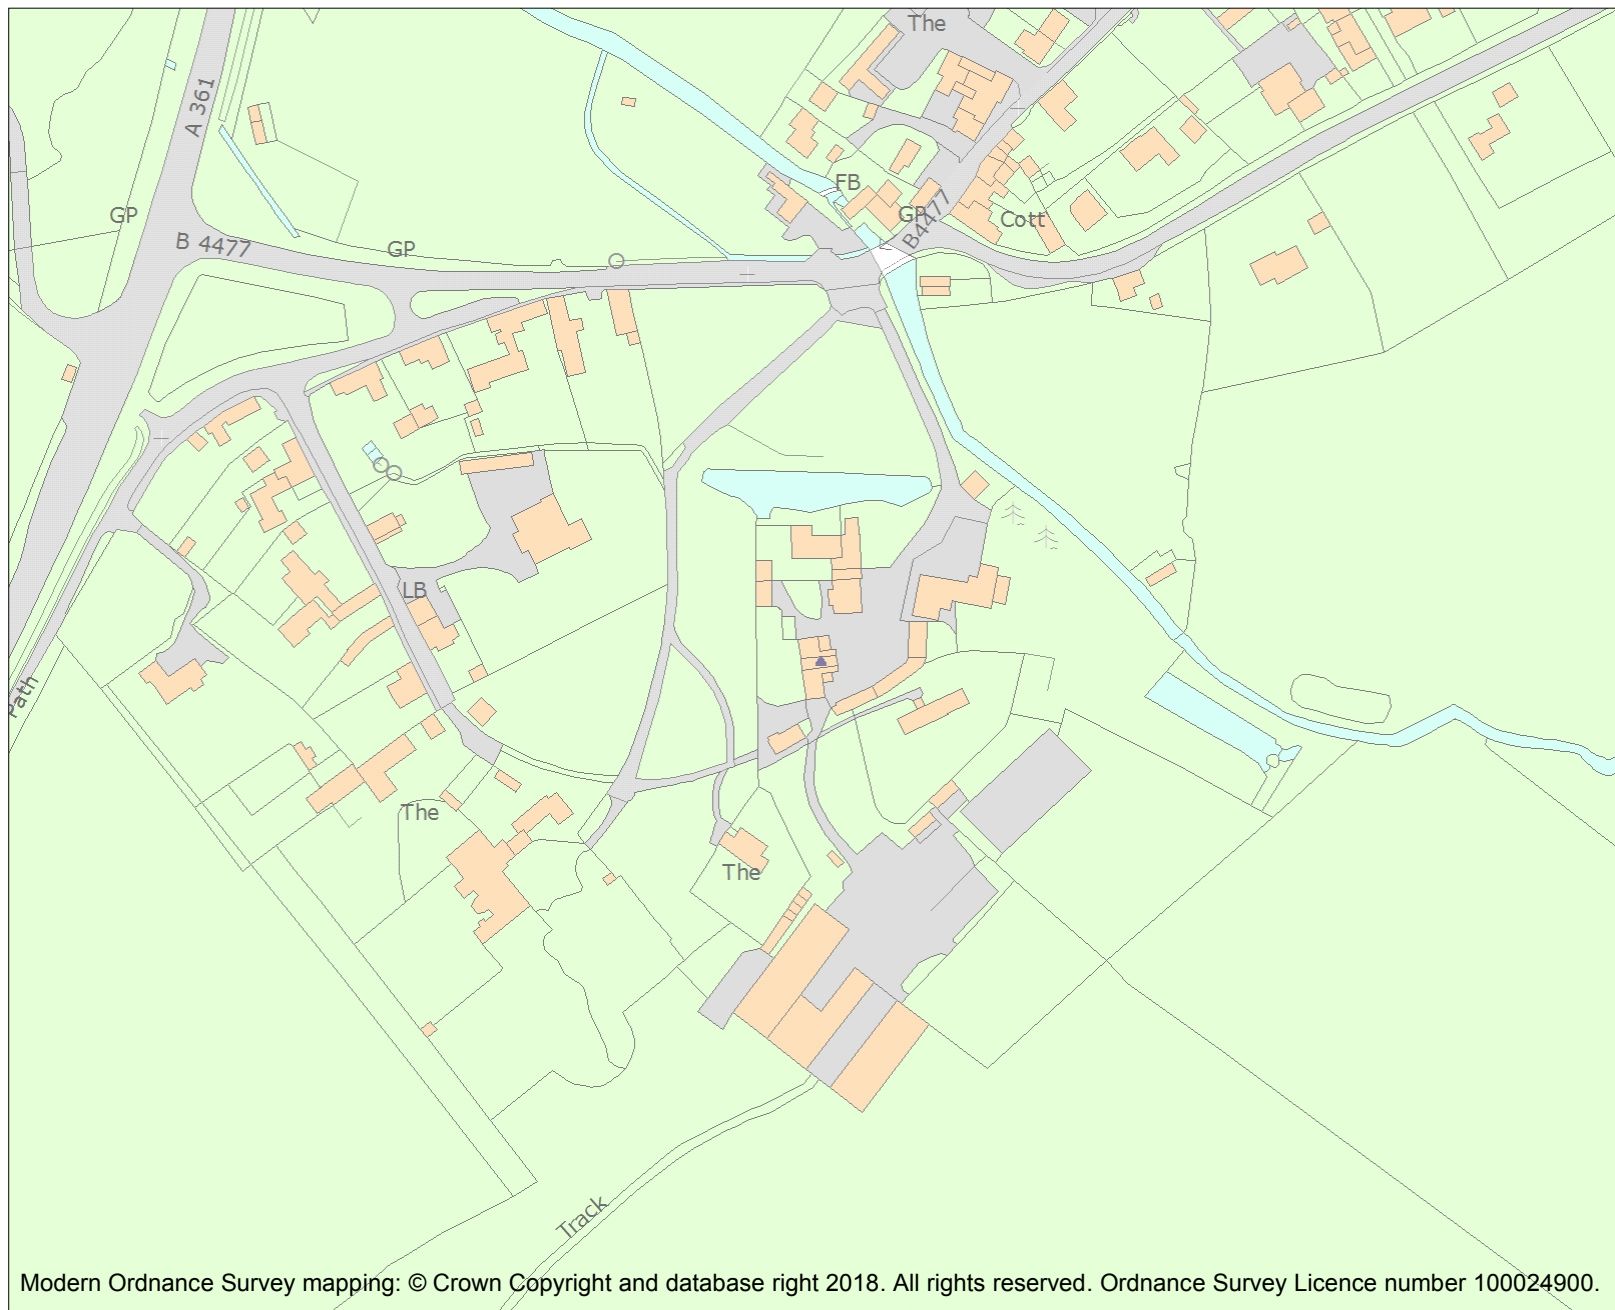 The
A 361
FB
GP
GP
B4477
Cott
B 4477
GP
LB
Path
The
The
Track
Modern Ordnance Survey mapping: © Crown Copyright and database right 2018. All rights reserved. Ordnance Survey Licence number 100024900.